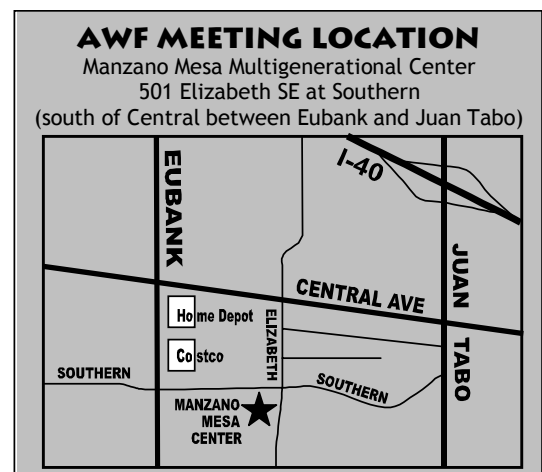 AWF MEETING LOCATION
Manzano Mesa Multigenerational Center
501 Elizabeth SE at Southern
(south of Central between Eubank and Juan Tabo)
I-40
EUBANK
JUAN
TABO
CENTRAL AVE
Home Depot
ELIZABETH
Costco
SOUTHERN
SOUTHERN
MANZANO
MESA
CENTER